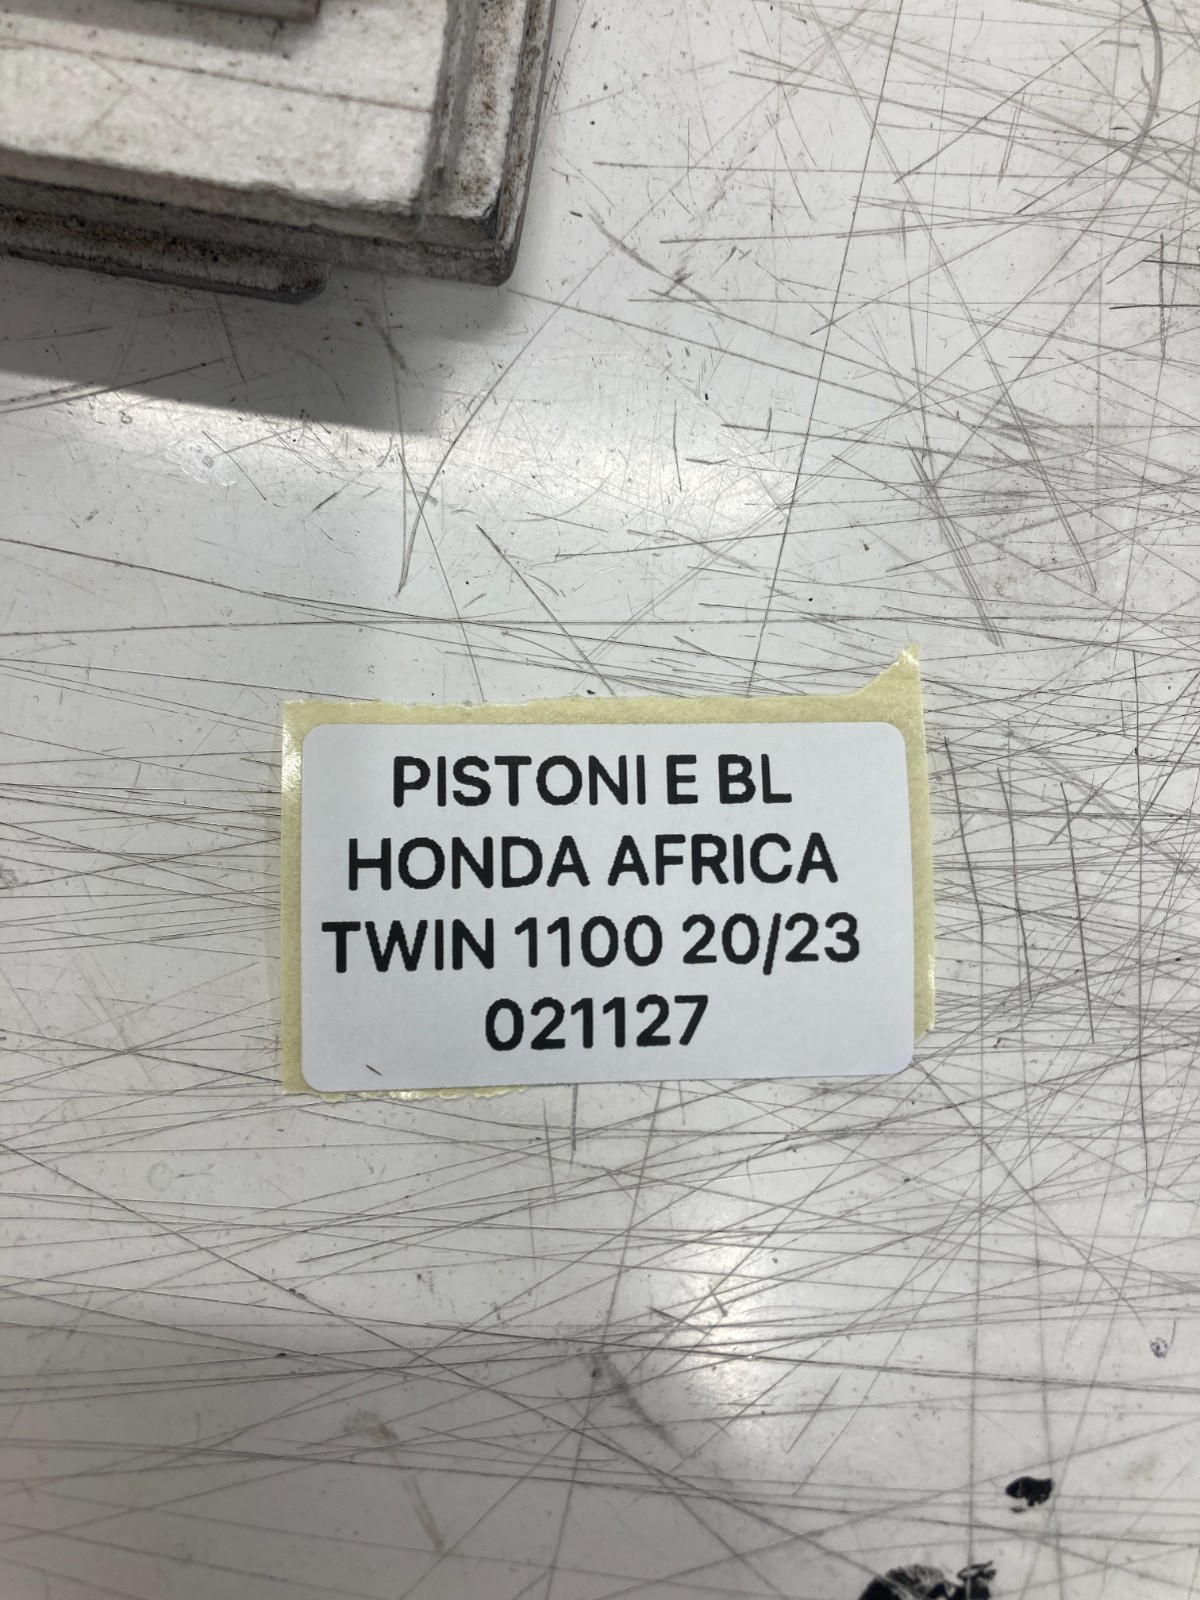 PISTONI E BL
HONDA AFRICA
TWIN 1100 20/23
021127